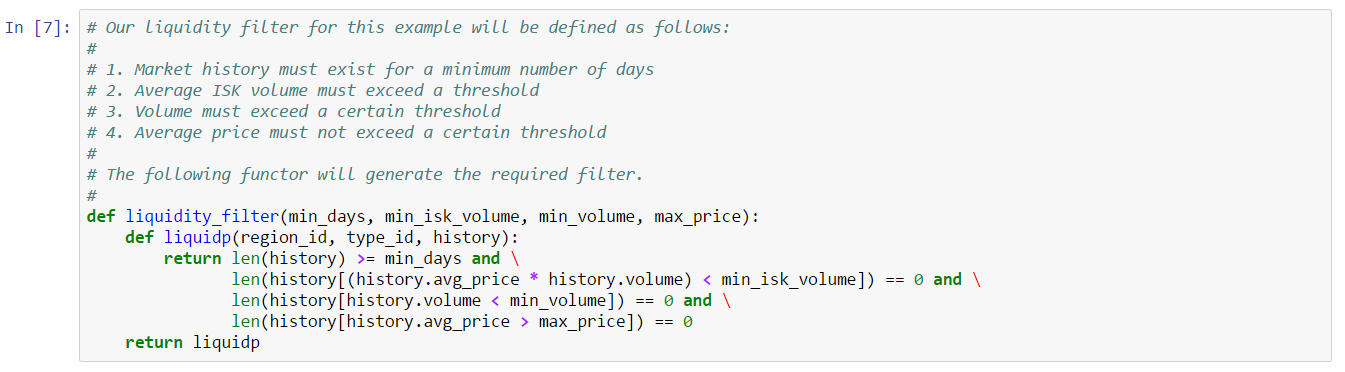 In [7]: # Our liquidity filter for this example will be defined as follows:
#
# 1. Market history must exist for a minimum number of days
# 2. Average ISK volume must exceed a threshold
# 3. Volume must exceed a certain threshold
# 4. Average price must not exceed a certain threshold
#
# The following functor will generate the required filter.
#
def liquidity_filter(min_days, min_isk_volume, min_volume, max_price):
    def liquidp(region_id, type_id, history):
        return len(history) >= min_days and \
               len(history[(history.avg_price * history.volume) < min_isk_volume]) == 0 and \
               len(history[history.volume < min_volume]) == 0 and \
               len(history[history.avg_price > max_price]) == 0
    return liquidp